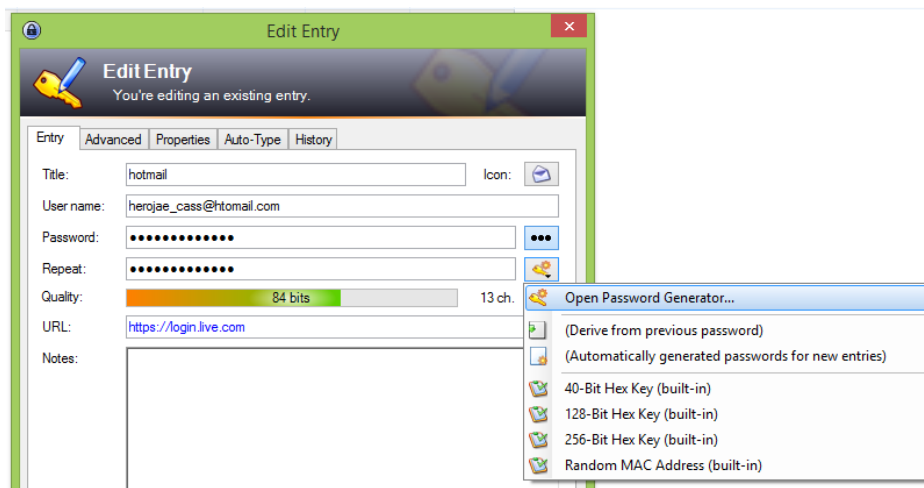 Edit Entry
Edit Entry
You're editing an existing entry.
Entry Advanced Properties Auto-Type History
Title: hotmail Icon:
User name: herojae_cass@htomail.com
Password: •••••••••••••
Repeat: •••••••••••••
Quality: 84 bits 13 ch.
Open Password Generator...
URL: https://login.live.com
(Derive from previous password)
Notes:
(Automatically generated passwords for new entries)
40-Bit Hex Key (built-in)
128-Bit Hex Key (built-in)
256-Bit Hex Key (built-in)
Random MAC Address (built-in)